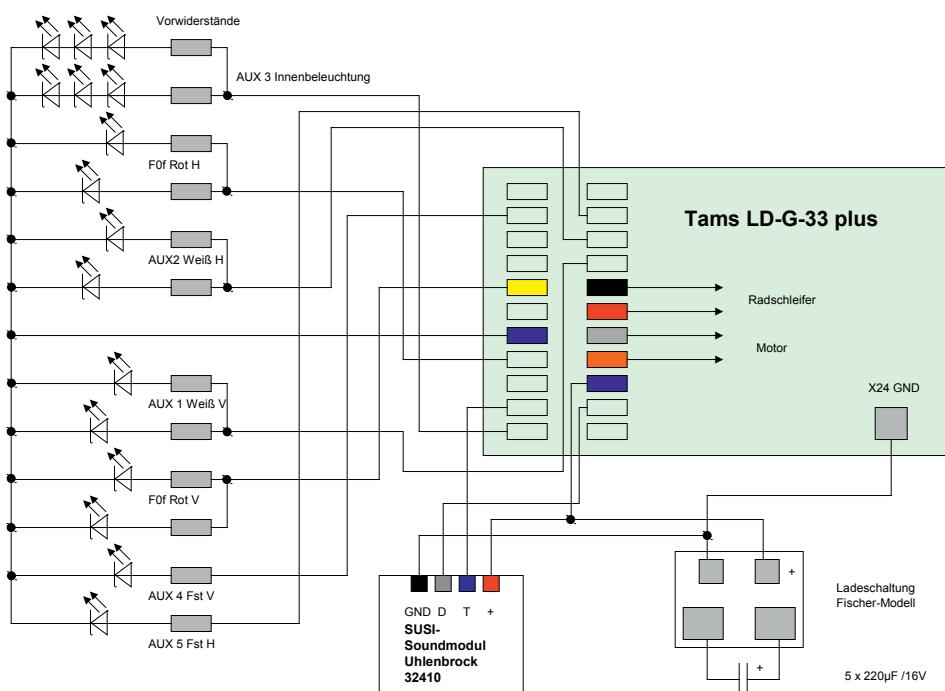 Vorwiderstände
AUX 3 Innenbeleuchtung
F0f Rot H
AUX2 Weiß H
AUX 1 Weiß V
F0f Rot V
AUX 4 Fst V
AUX 5 Fst H
Tams LD-G-33 plus
Radschleifer
Motor
X24 GND
GND D T +
SUSI-
Soundmodul
Uhlenbrock
32410
+
Ladeschaltung
Fischer-Modell
+
5 x 220µF /16V